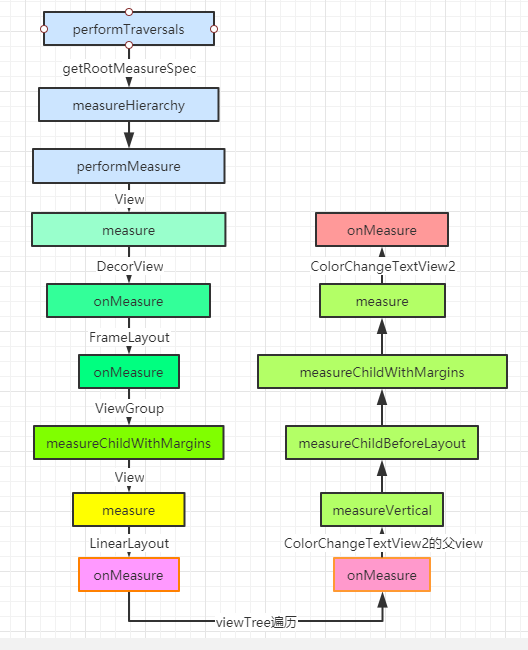 performTraversals
getRootMeasureSpec
measureHierarchy
performMeasure
View
measure
DecorView
onMeasure
FrameLayout
onMeasure
ViewGroup
measureChildWithMargins
View
measure
LinearLayout
onMeasure
viewTree遍历
onMeasure
ColorChangeTextView2的父view
measureVertical
measureChildBeforeLayout
measureChildWithMargins
measure
ColorChangeTextView2
onMeasure